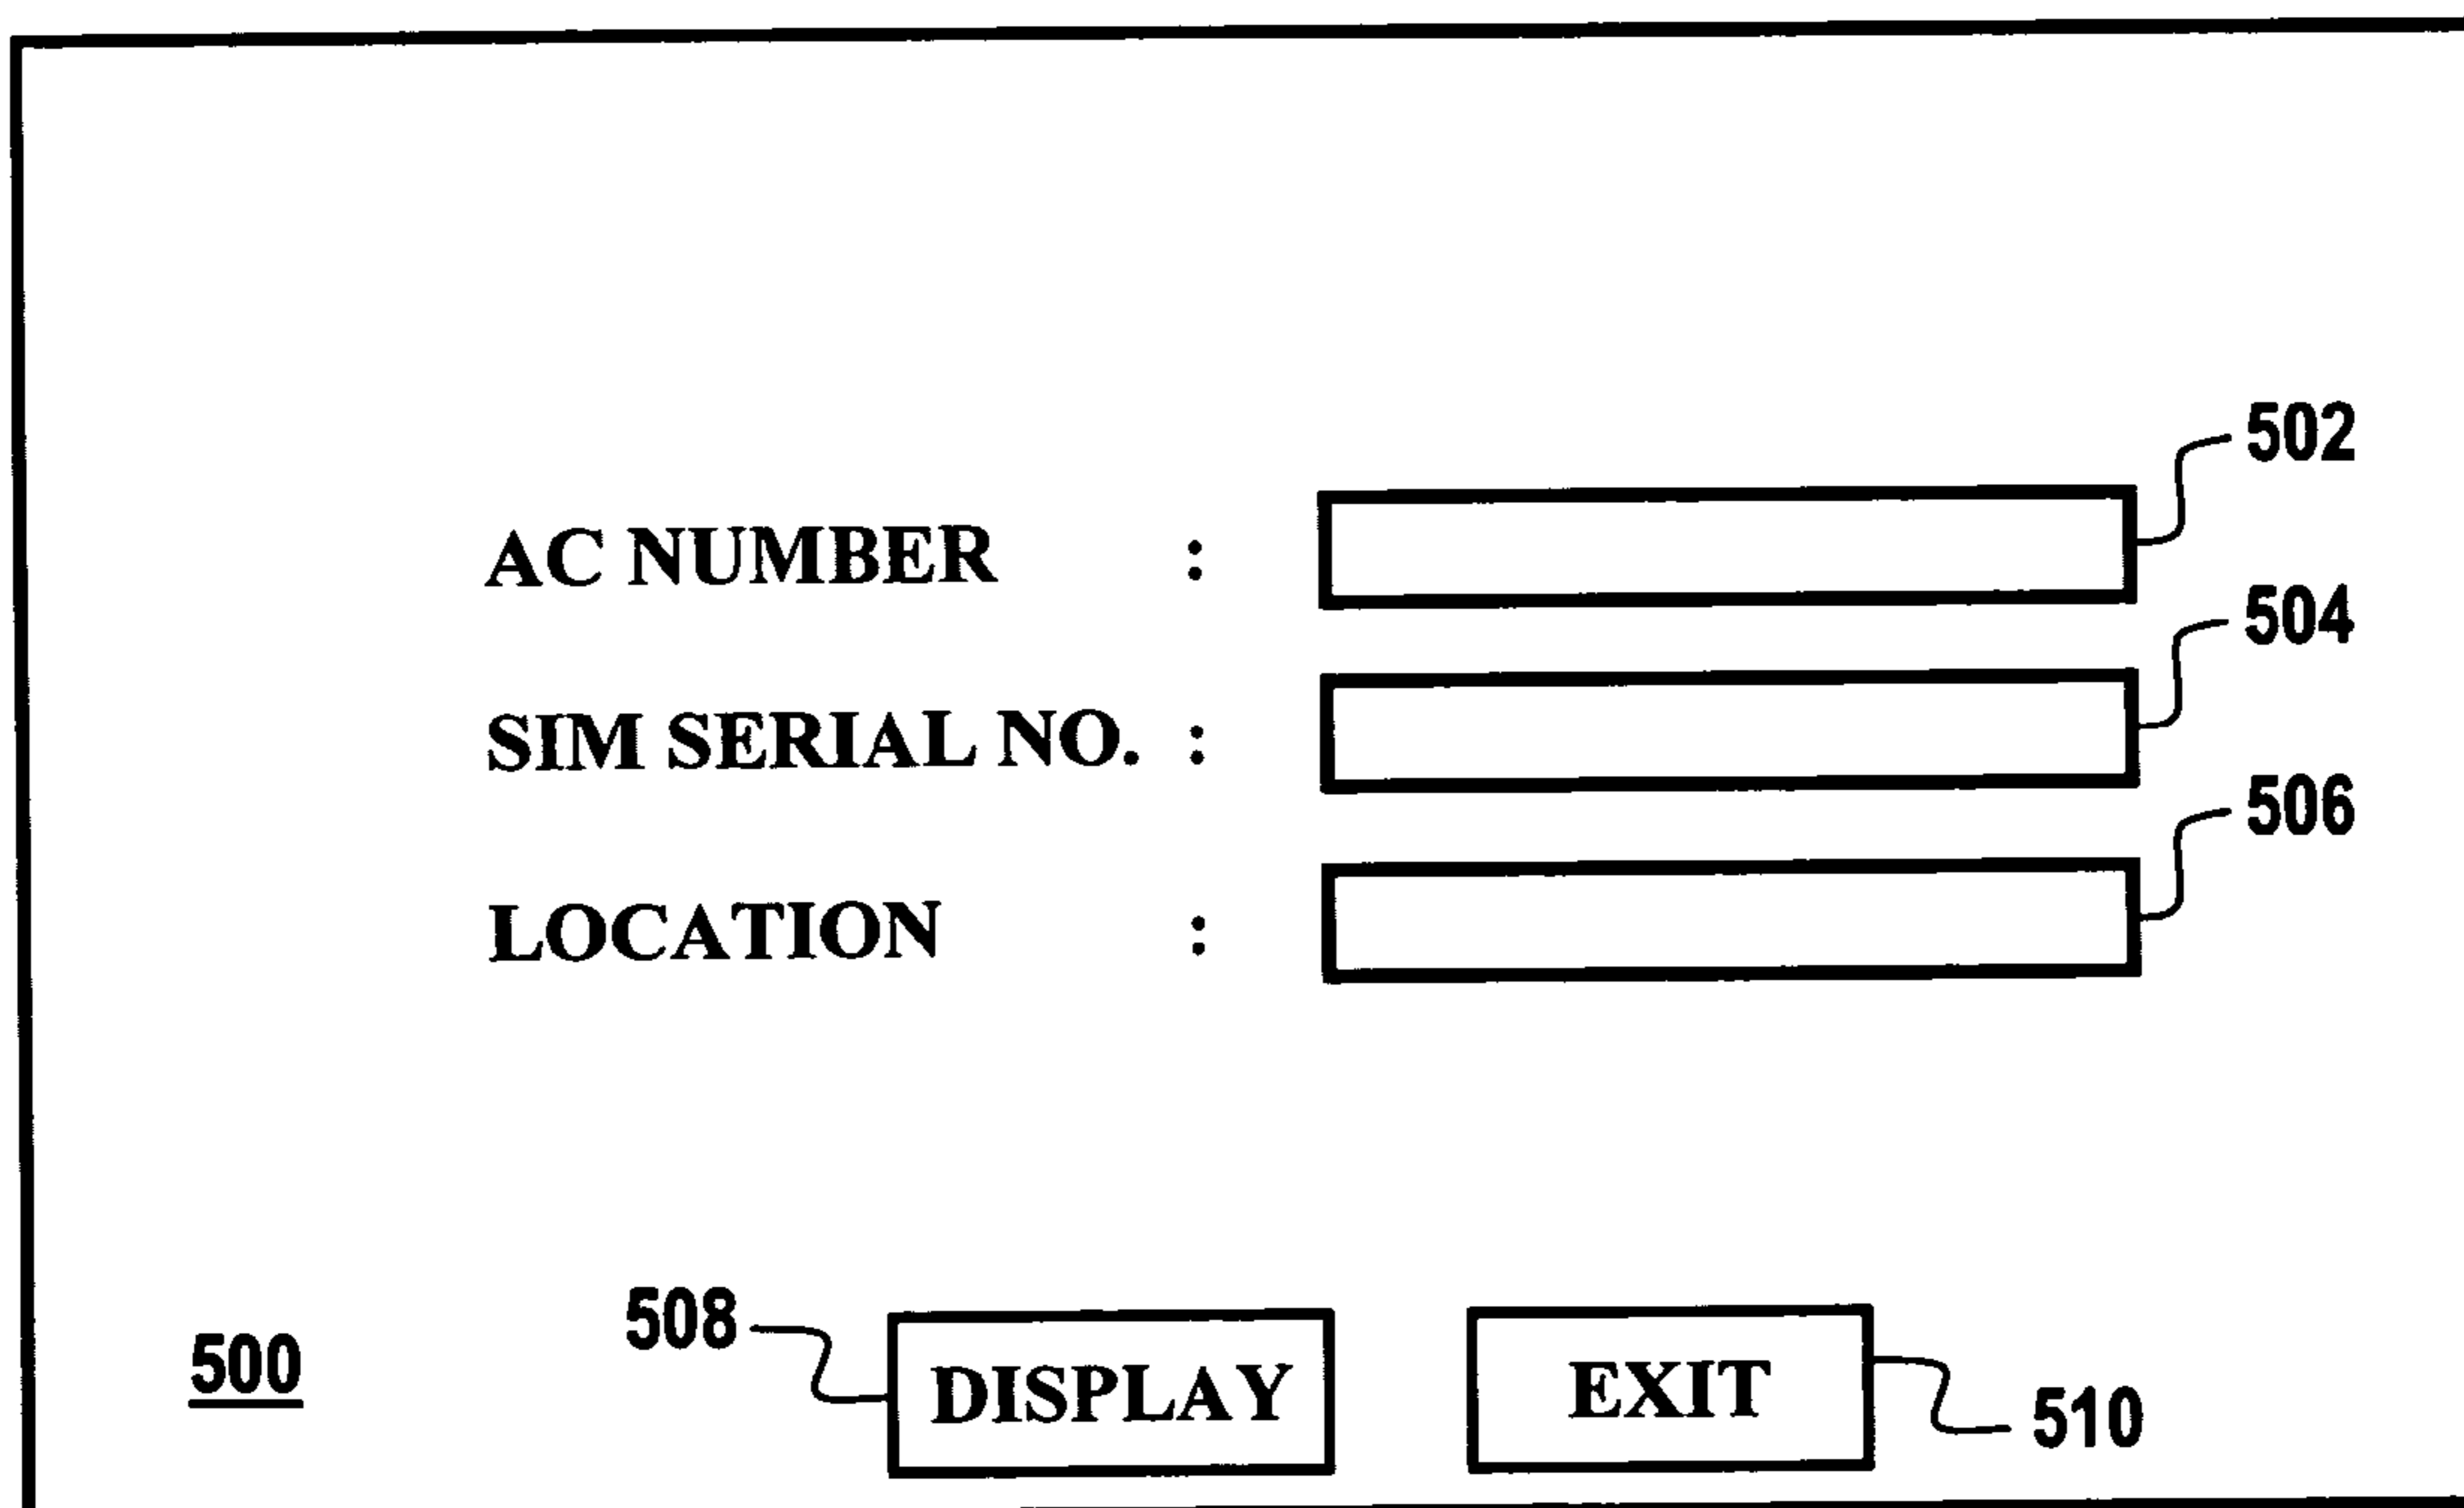 502
AC NUMBER :
504
SIM SERIAL NO. :
506
LOCATION :
508
500
DISPLAY
EXIT
510